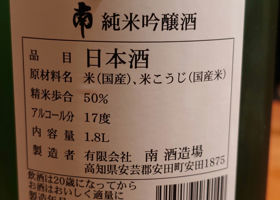 南 純米吟醸酒
品目 日本酒
原材料名 米(国産)、米こうじ(国産米)
精米歩合 50%
アルコール分 17度
内容量 1.8L
製造者 有限会社 南 酒造場
高知県安芸郡安田町安田1875
飲酒は20歳になってから
お酒はおいしく適量に